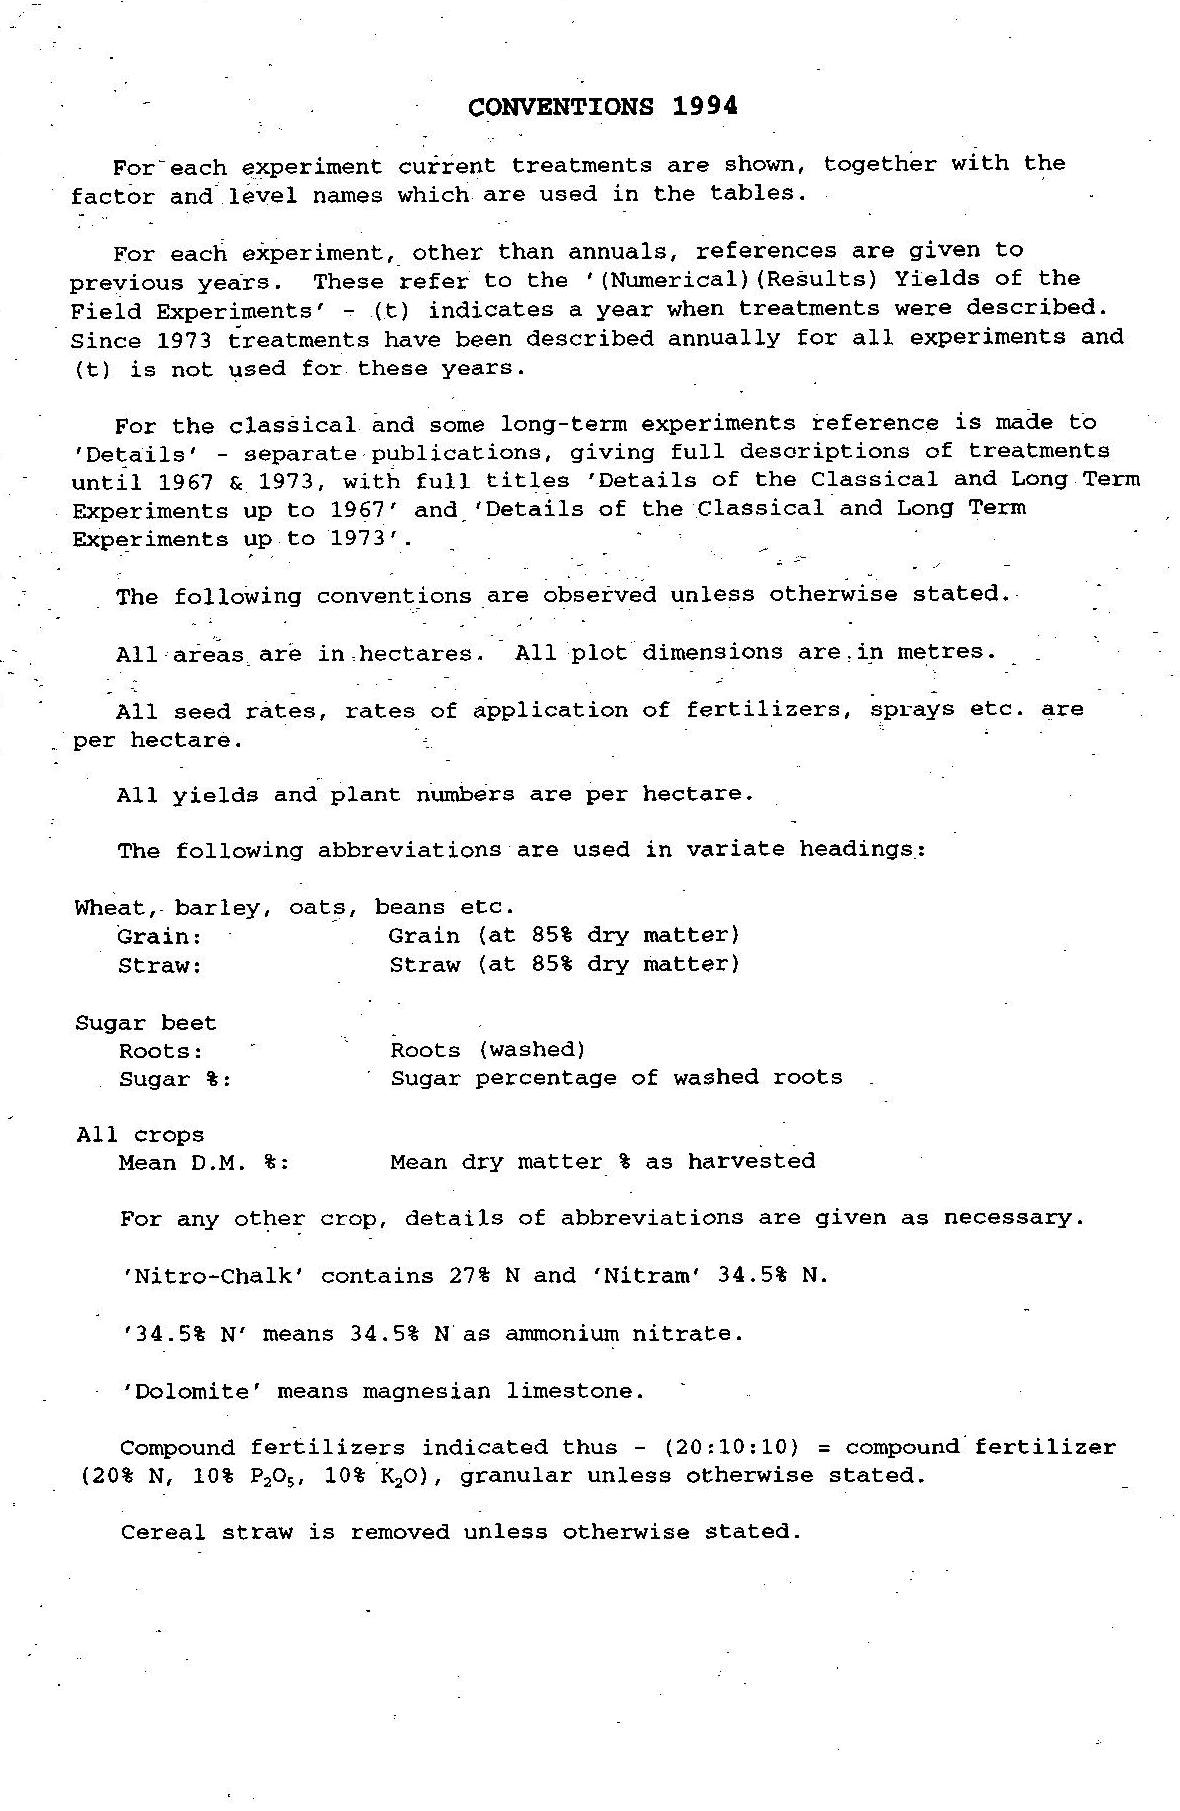 CONVENTIONS 1994
For each experiment current treatments are shown, together with the
factor and level names which are used in the tables.
For each experiment, other than annuals, references are given to
previous years. These refer to the '(Numerical)(Results) Yields of the
Field Experiments' - (t) indicates a year when treatments were described.
Since 1973 treatments have been described annually for all experiments and
(t) is not used for these years.
For the classical and some long-term experiments reference is made to
'Details' - separate publications, giving full descriptions of treatments
until 1967 & 1973, with full titles 'Details of the Classical and Long Term
Experiments up to 1967' and 'Details of the Classical and Long Term
Experiments up to 1973'.
The following conventions are observed unless otherwise stated.
All areas are in hectares. All plot dimensions are in metres.
All seed rates, rates of application of fertilizers, sprays etc. are
per hectare.
All yields and plant numbers are per hectare.
The following abbreviations are used in variate headings:
Wheat, barley, oats, beans etc.
Grain: Grain (at 85% dry matter)
Straw: Straw (at 85% dry matter)
Sugar beet
Roots: Roots (washed)
Sugar %: Sugar percentage of washed roots
All crops
Mean D.M. %: Mean dry matter % as harvested
For any other crop, details of abbreviations are given as necessary.
'Nitro-Chalk' contains 27% N and 'Nitram' 34.5% N.
'34.5% N' means 34.5% N as ammonium nitrate.
'Dolomite' means magnesian limestone.
Compound fertilizers indicated thus - (20:10:10) = compound fertilizer
(20% N, 10% P₂O₅, 10% K₂O), granular unless otherwise stated.
Cereal straw is removed unless otherwise stated.